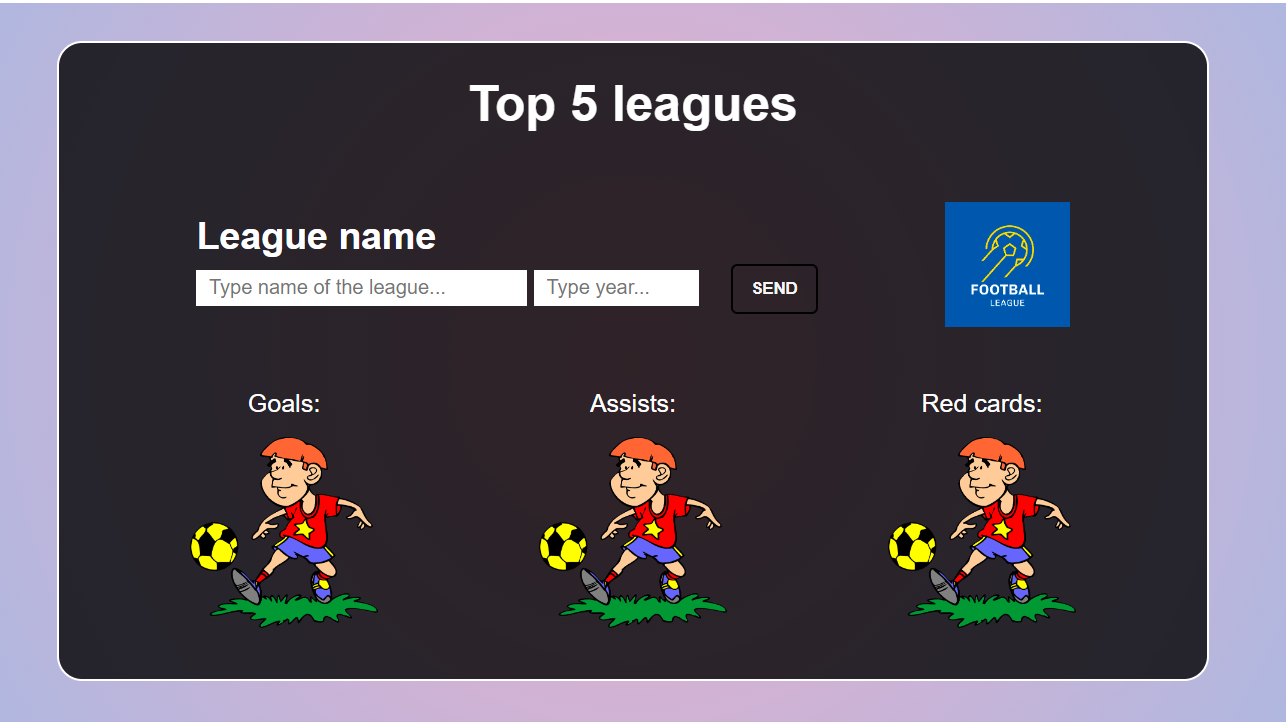 Top 5 leagues
League name
Type name of the league... Type year... SEND
FOOTBALL
LEAGUE
Goals: Assists: Red cards: